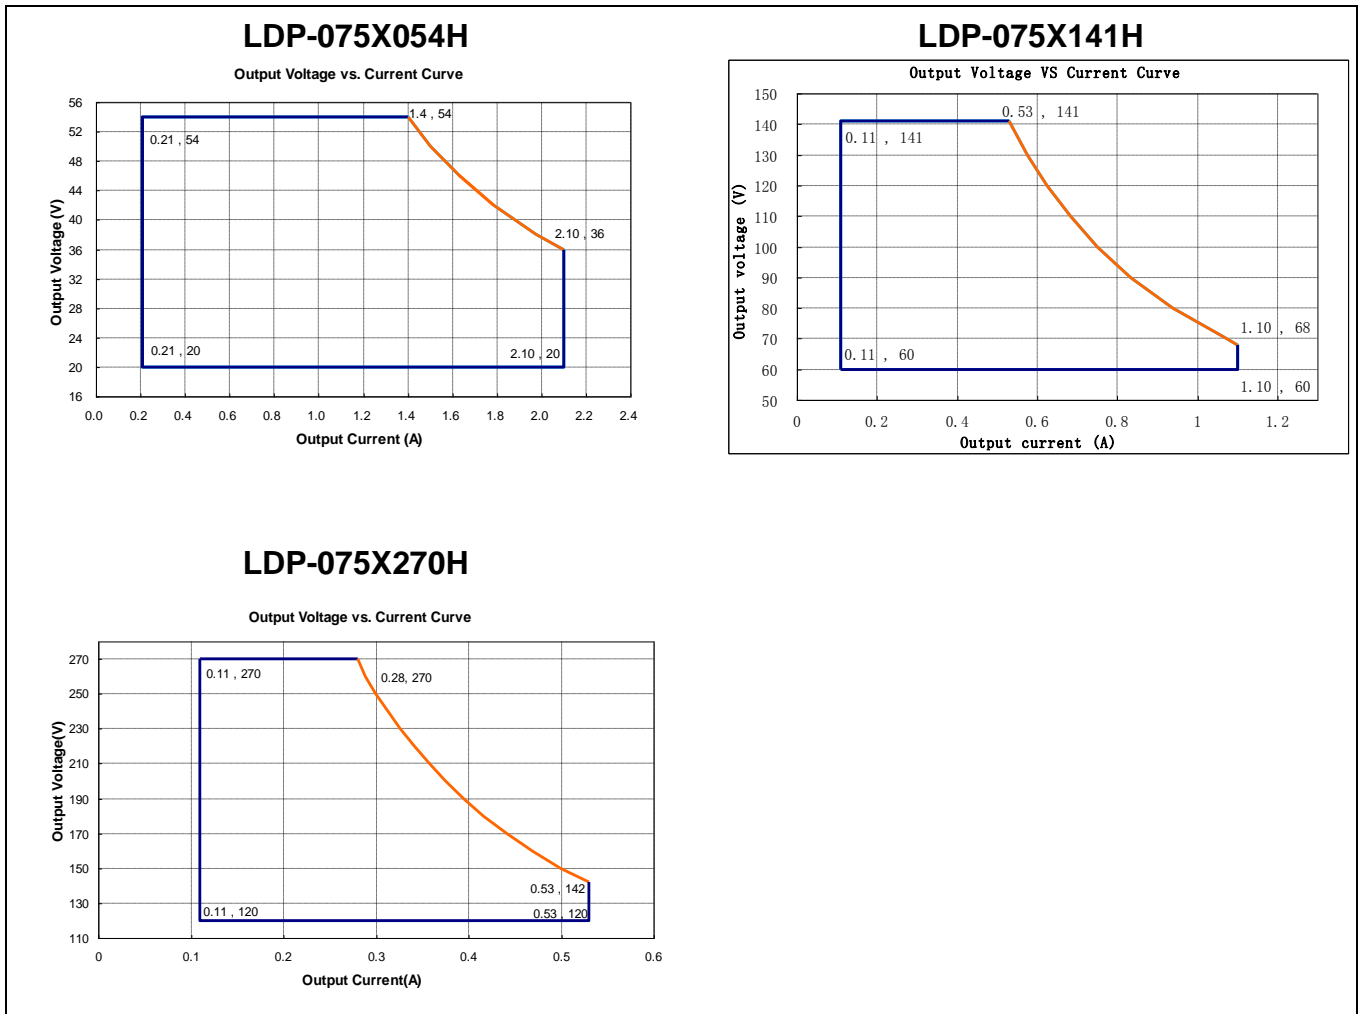 LDP-075X054H
Output Voltage vs. Current Curve
56
52
48
44
40
36
32
28
24
20
16
0.0 0.2 0.4 0.6 0.8 1.0 1.2 1.4 1.6 1.8 2.0 2.2 2.4
Output Voltage (V)
Output Current (A)
0.21 , 54
1.4 , 54
2.10 , 36
0.21 , 20
2.10 , 20
LDP-075X141H
Output Voltage VS Current Curve
150
140
130
120
110
100
90
80
70
60
50
0 0.2 0.4 0.6 0.8 1 1.2
Output voltage (V)
Output current (A)
0.53 , 141
0.11 , 141
1.10 , 68
0.11 , 60
1.10 , 60
LDP-075X270H
Output Voltage vs. Current Curve
270
250
230
210
190
170
150
130
110
0 0.1 0.2 0.3 0.4 0.5 0.6
Output Voltage(V)
Output Current(A)
0.11 , 270
0.28, 270
0.53 , 142
0.11 , 120
0.53 , 120